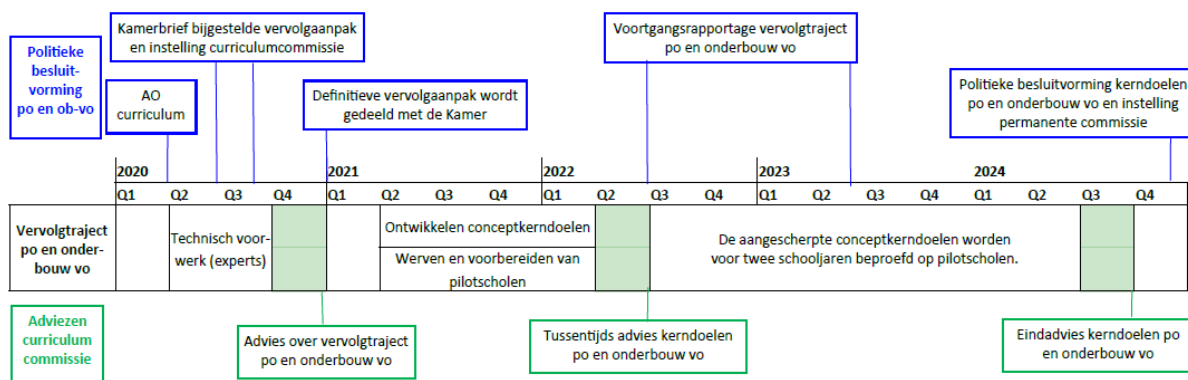 Politieke
besluit-
vorming
po en ob-vo
Kamerbrief bijgestelde vervolgaanpak
en instelling curriculumcommissie
Voortgangsrapportage vervolgtraject
po en onderbouw vo
AO
curriculum
Definitieve vervolgaanpak wordt
gedeeld met de Kamer
Politieke besluitvorming kerndoelen
po en onderbouw vo en instelling
permanente commissie
2020 2021 2022 2023 2024
Q1 Q2 Q3 Q4 Q1 Q2 Q3 Q4 Q1 Q2 Q3 Q4 Q1 Q2 Q3 Q4 Q1 Q2 Q3 Q4
Vervolgtraject
po en onder-
bouw vo
Technisch voor-
werk (experts)
Ontwikkelen conceptkerndoelen
Werven en voorbereiden van
pilotscholen
De aangescherpte conceptkerndoelen worden
voor twee schooljaren beproefd op pilotscholen.
Adviezen
curriculum
commissie
Advies over vervolgtraject
po en onderbouw vo
Tussentijds advies kerndoelen
po en onderbouw vo
Eindadvies kerndoelen po
en onderbouw vo